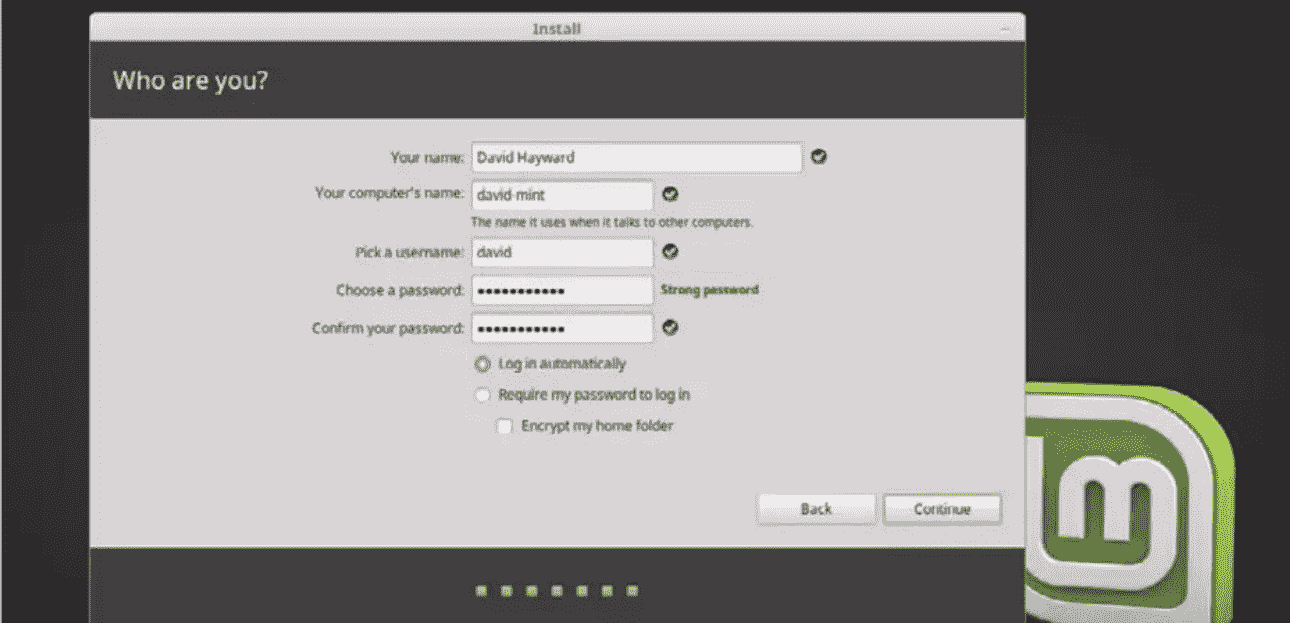 Install
Who are you?
Your name: David Hayward
Your computer's name: david-mint
The name it uses when it talks to other computers.
Pick a username: david
Choose a password: ●●●●●●●●●●● Strong password
Confirm your password: ●●●●●●●●●●●
Log in automatically
Require my password to log in
Encrypt my home folder
Back Continue